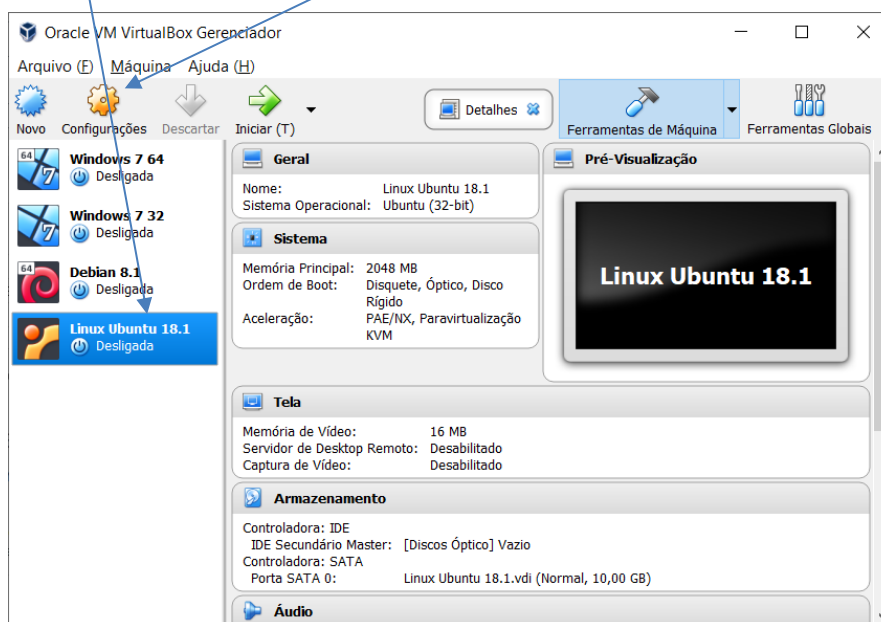 Oracle VM VirtualBox Gerenciador
Arquivo (F) Máquina Ajuda (H)
Novo Configurações Descartar Iniciar (T) Detalhes Ferramentas de Máquina Ferramentas Globais
64 Windows 7 64
Desligada
Windows 7 32
Desligada
64 Debian 8.1
Desligada
Linux Ubuntu 18.1
Desligada
Geral
Nome: Linux Ubuntu 18.1
Sistema Operacional: Ubuntu (32-bit)
Sistema
Memória Principal: 2048 MB
Ordem de Boot: Disquete, Óptico, Disco
Rígido
Aceleração: PAE/NX, Paravirtualização
KVM
Pré-Visualização
Linux Ubuntu 18.1
Tela
Memória de Vídeo: 16 MB
Servidor de Desktop Remoto: Desabilitado
Captura de Vídeo: Desabilitado
Armazenamento
Controladora: IDE
IDE Secundário Master: [Discos Óptico] Vazio
Controladora: SATA
Porta SATA 0: Linux Ubuntu 18.1.vdi (Normal, 10,00 GB)
Áudio